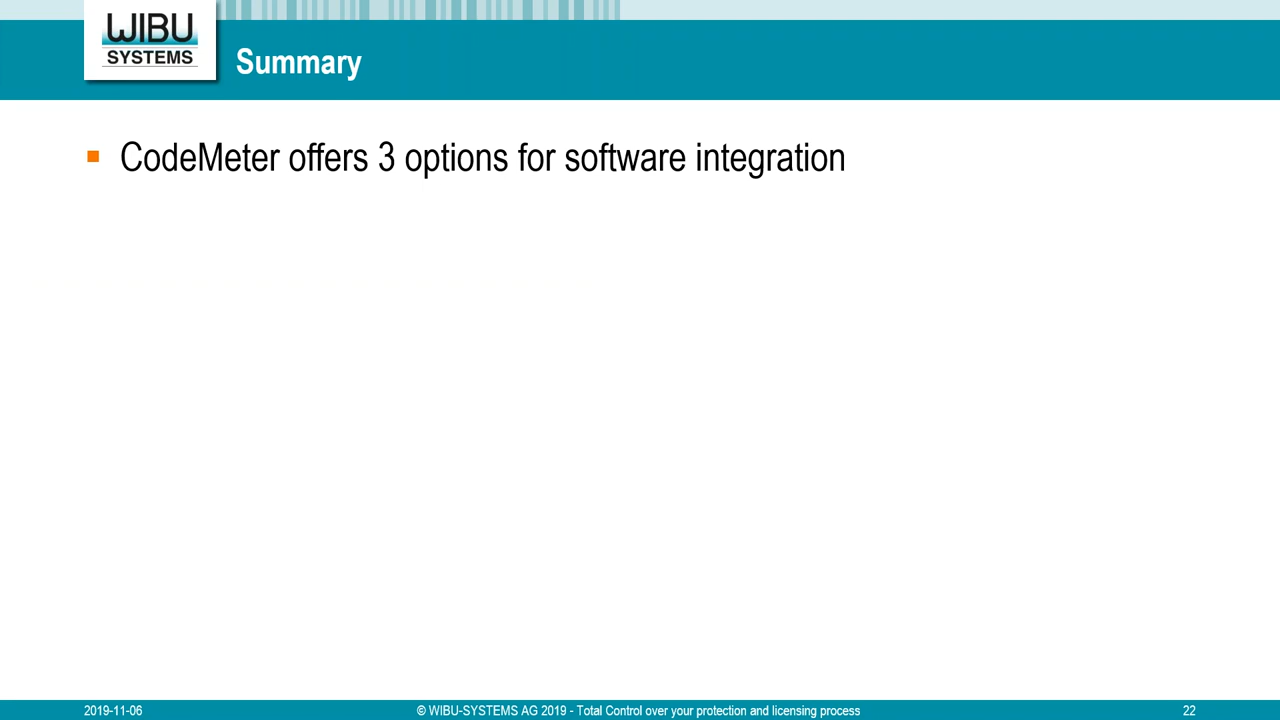 WIBU
SYSTEMS
Summary
CodeMeter offers 3 options for software integration
2019-11-06
© WIBU-SYSTEMS AG 2019 - Total Control over your protection and licensing process
22